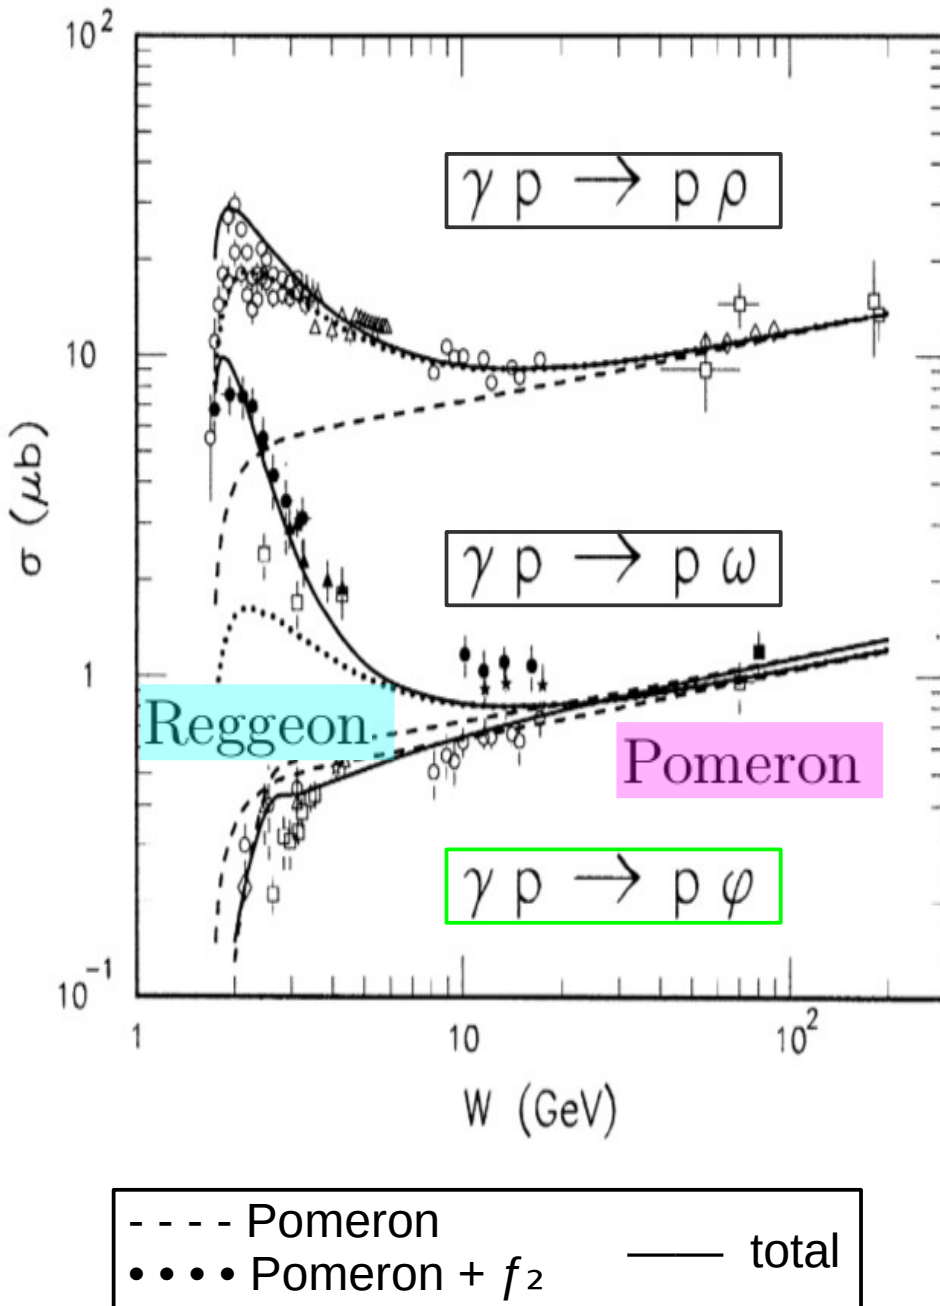 10²
γ p → p ρ
10
σ (μb)
γ p → p ω
1
Reggeon
Pomeron
γ p → p φ
10⁻¹
1 10 10²
W (GeV)
- - - - Pomeron
•••• Pomeron + f₂
—— total